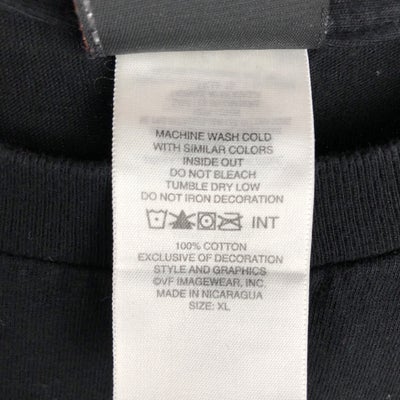 MACHINE WASH COLD
WITH SIMILAR COLORS
INSIDE OUT
DO NOT BLEACH
TUMBLE DRY LOW
DO NOT IRON DECORATION
INT
100% COTTON
EXCLUSIVE OF DECORATION
STYLE AND GRAPHICS
©VF IMAGEWEAR, INC.
MADE IN NICARAGUA
SIZE: XL